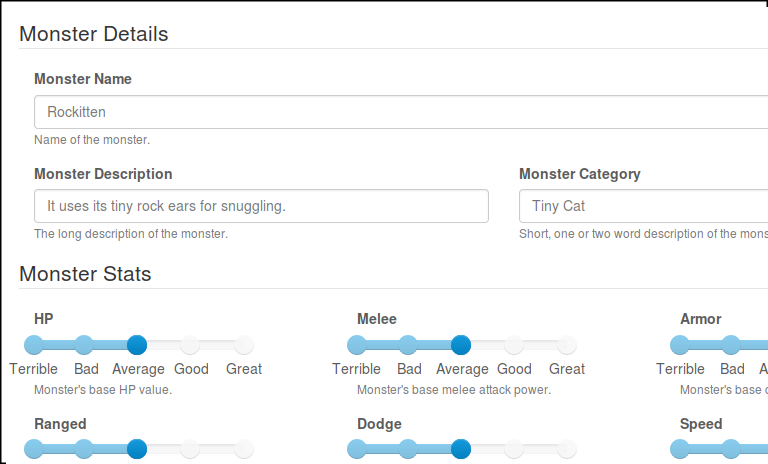 Monster Details
Monster Name
Rockitten
Name of the monster.
Monster Description Monster Category
It uses its tiny rock ears for snuggling. Tiny Cat
The long description of the monster. Short, one or two word description of the mons
Monster Stats
HP Melee Armor
Terrible Bad Average Good Great Terrible Bad Average Good Great Terrible Bad A
Monster's base HP value. Monster's base melee attack power. Monster's base
Ranged Dodge Speed